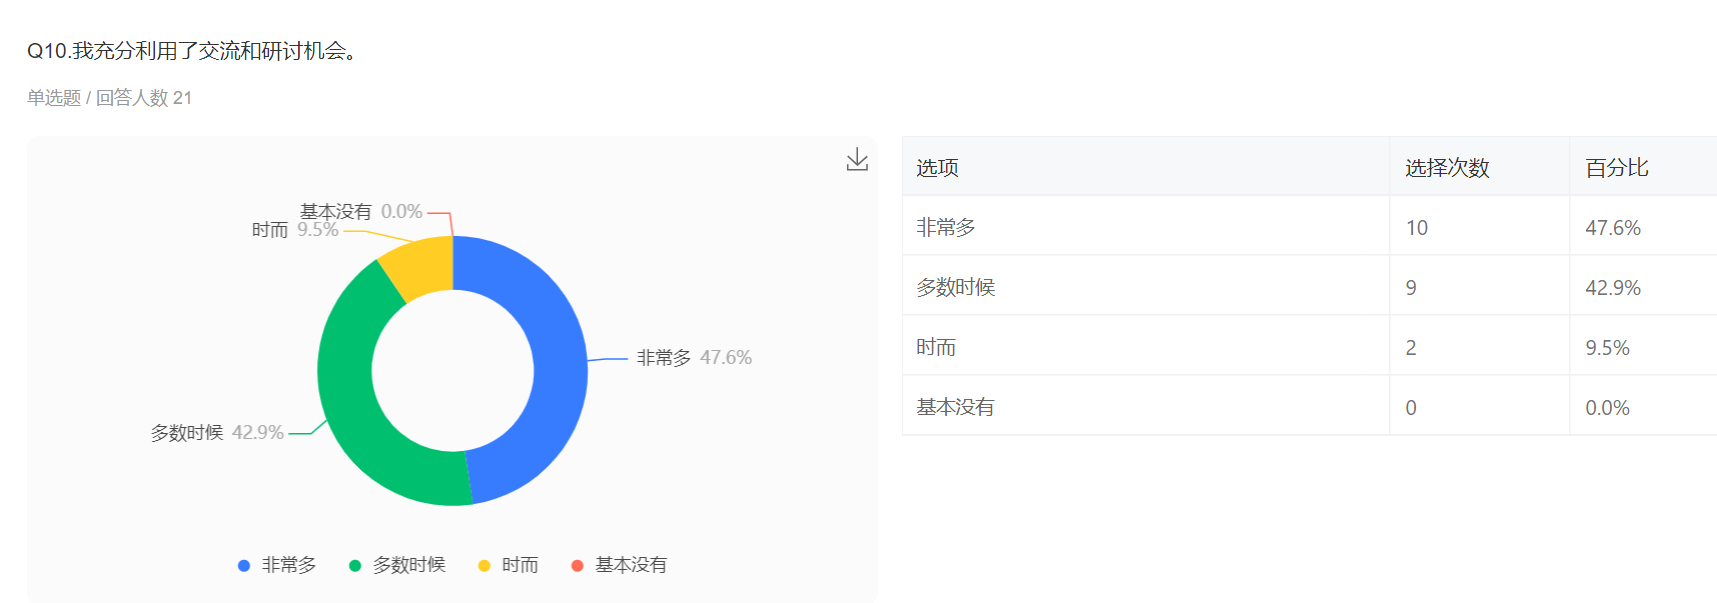 Q10.我充分利用了交流和研讨机会。
单选题 / 回答人数 21
基本没有 0.0%
时而 9.5%
非常多 47.6%
多数时候 42.9%
非常多 多数时候 时而 基本没有
选项 选择次数 百分比
非常多 10 47.6%
多数时候 9 42.9%
时而 2 9.5%
基本没有 0 0.0%